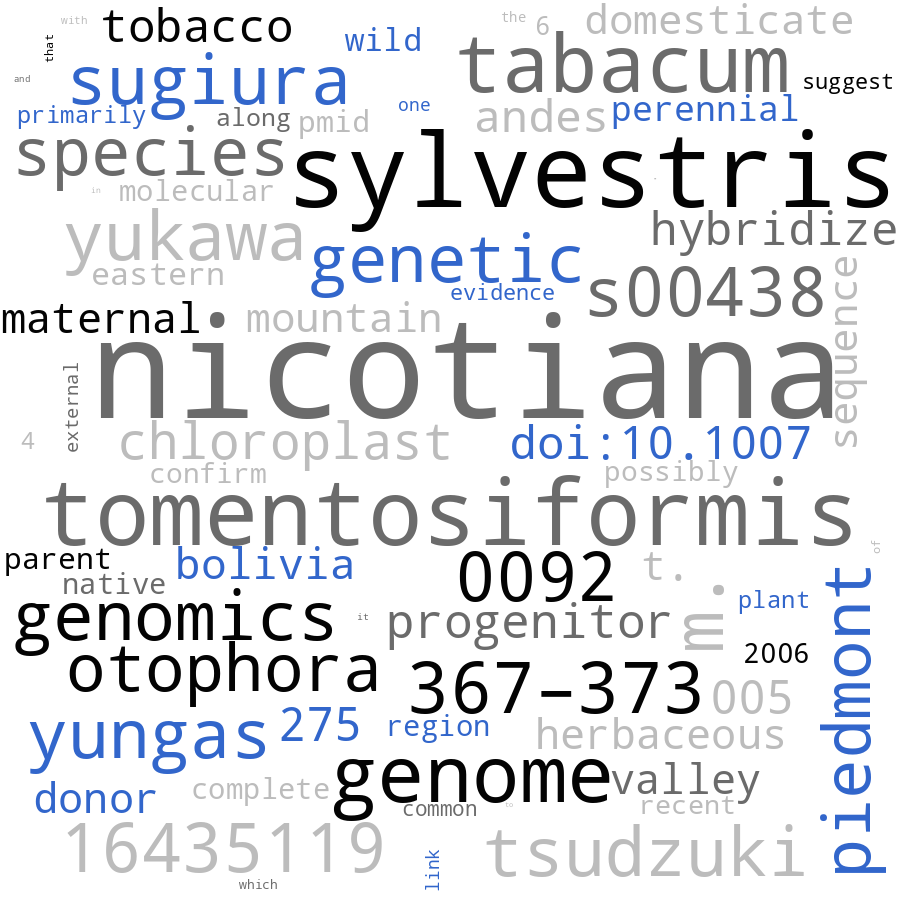 with
tobacco
the
6
domesticate
that
wild
tabacum
and
sugiura
suggest
primarily
along
pmid
one
andes
perennial
species
sylvestris
in
molecular
yukawa
genetic
hybridize
eastern
evidence
s00438
sequence
maternal
mountain
nicotiana
external
4
chloroplast
doi:10.1007
confirm
possibly
tomentosiformis
of
parent
native
bolivia
0092
t.
m.
plant
piedmont
genomics
it
progenitor
otophora
2006
367–373
005
yungas
275
region
herbaceous
donor
complete
genome
valley
common
to
recent
16435119
tsudzuki
link
which